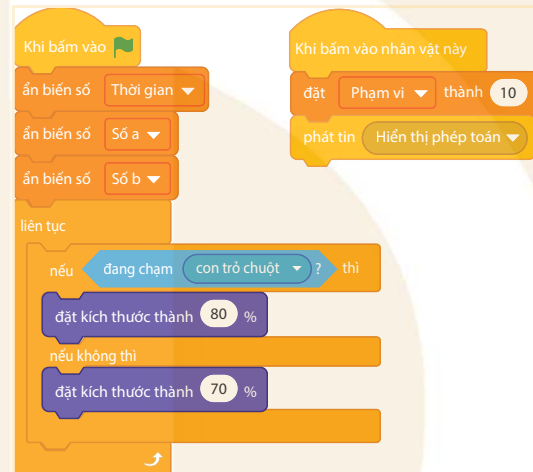 Khi bấm vào
ẩn biến số Thời gian
ẩn biến số Số a
ẩn biến số Số b
liên tục
nếu đang chạm con trỏ chuột ? thì
đặt kích thước thành 80 %
nếu không thì
đặt kích thước thành 70 %
Khi bấm vào nhân vật này
đặt Phạm vi thành 10
phát tin Hiển thị phép toán